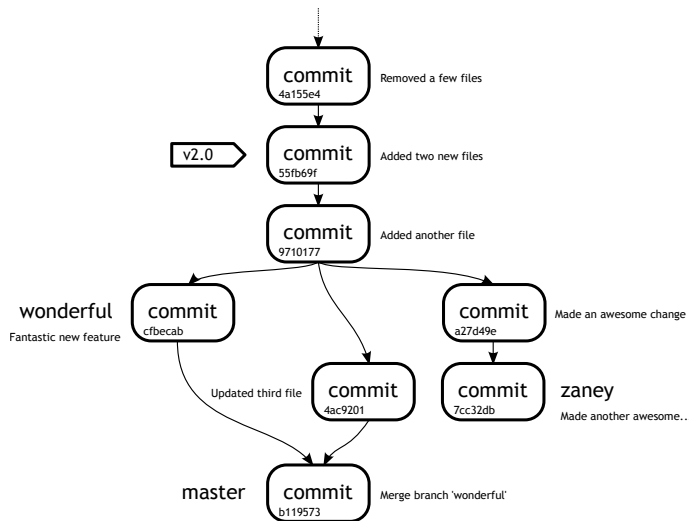 commit
4a155e4
Removed a few files
v2.0
commit
55fb69f
Added two new files
commit
9710177
Added another file
wonderful
Fantastic new feature
commit
cfbecab
commit
a27d49e
Made an awesome change
Updated third file
commit
4ac9201
commit
7cc32db
zaney
Made another awesome..
master
commit
b119573
Merge branch 'wonderful'